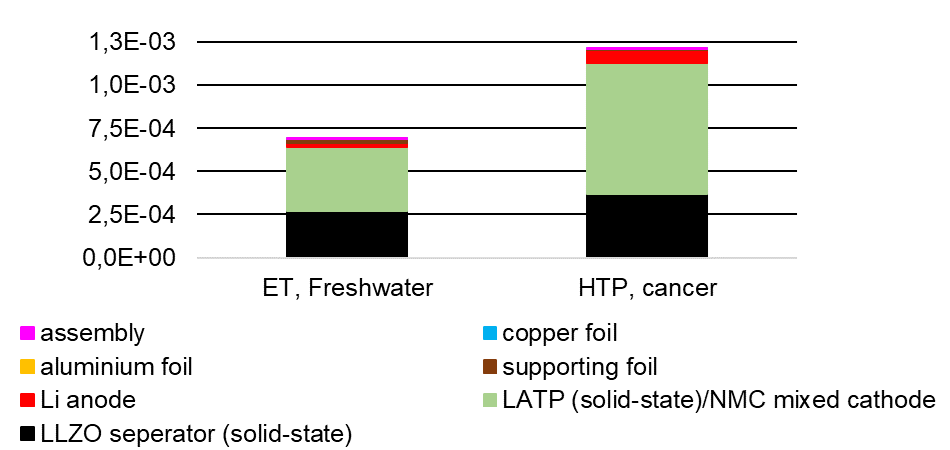 1,3E-03
1,0E-03
7,5E-04
5,0E-04
2,5E-04
0,0E+00
ET, Freshwater
HTP, cancer
assembly
copper foil
aluminium foil
supporting foil
Li anode
LATP (solid-state)/NMC mixed cathode
LLZO seperator (solid-state)